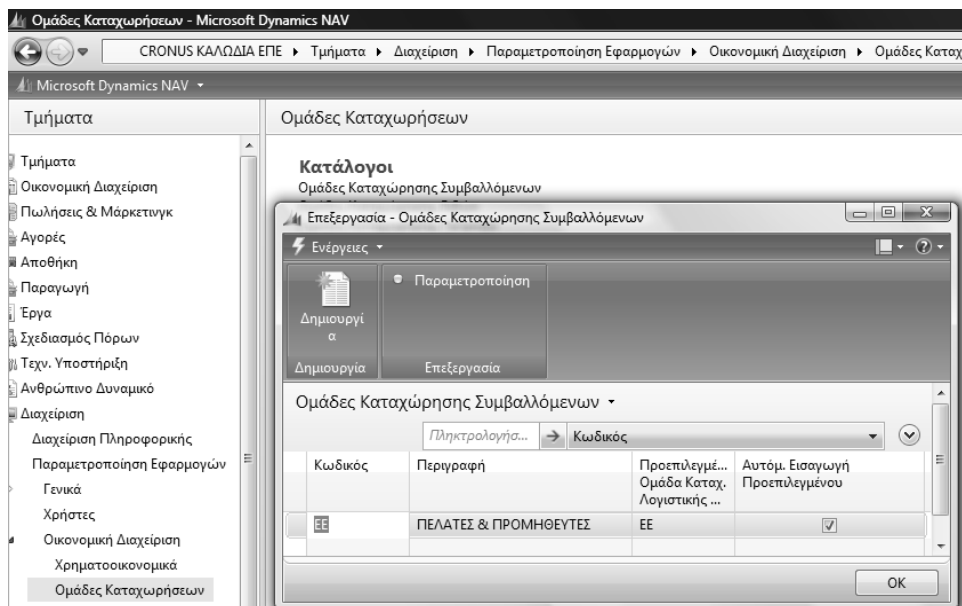 Ομάδες Καταχωρήσεων - Microsoft Dynamics NAV
CRONUS ΚΑΛΩΔΙΑ ΕΠΕ Τμήματα Διαχείριση Παραμετροποίηση Εφαρμογών Οικονομική Διαχείριση Ομάδες Καταχ
Microsoft Dynamics NAV
Τμήματα
Ομάδες Καταχωρήσεων
Τμήματα
Οικονομική Διαχείριση
Πωλήσεις & Μάρκετινγκ
Αγορές
Αποθήκη
Παραγωγή
Έργα
Σχεδιασμός Πόρων
Τεχν. Υποστήριξη
Ανθρώπινο Δυναμικό
Διαχείριση
Διαχείριση Πληροφορικής
Παραμετροποίηση Εφαρμογών
Γενικά
Χρήστες
Οικονομική Διαχείριση
Χρηματοοικονομικά
Ομάδες Καταχωρήσεων
Κατάλογοι
Ομάδες Καταχώρησης Συμβαλλόμενων
Επεξεργασία - Ομάδες Καταχώρησης Συμβαλλόμενων
Ενέργειες
Δημιουργί
α
Παραμετροποίηση
Δημιουργία
Επεξεργασία
Ομάδες Καταχώρησης Συμβαλλόμενων
Πληκτρολογήσ... Κωδικός
Κωδικός
Περιγραφή
Προεπιλεγμέ...
Ομάδα Καταχ.
Λογιστικής ...
Αυτόμ. Εισαγωγή
Προεπιλεγμένου
ΕΕ ΠΕΛΑΤΕΣ & ΠΡΟΜΗΘΕΥΤΕΣ ΕΕ
OK